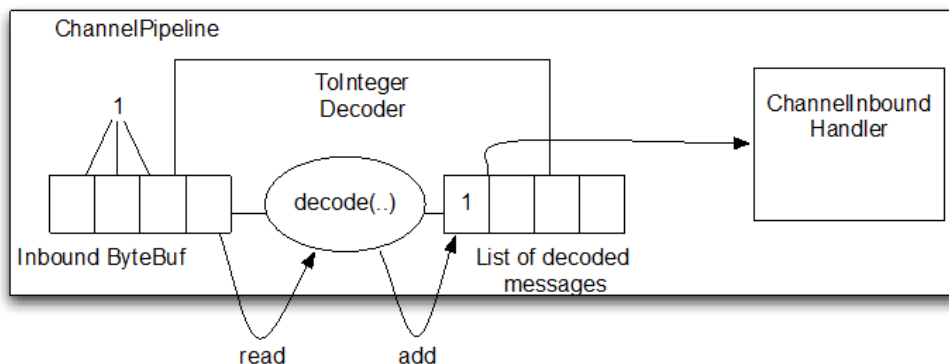 ChannelPipeline
ToInteger
Decoder
1
ChannelInbound
Handler
decode(..)
1
Inbound ByteBuf
List of decoded
messages
read
add